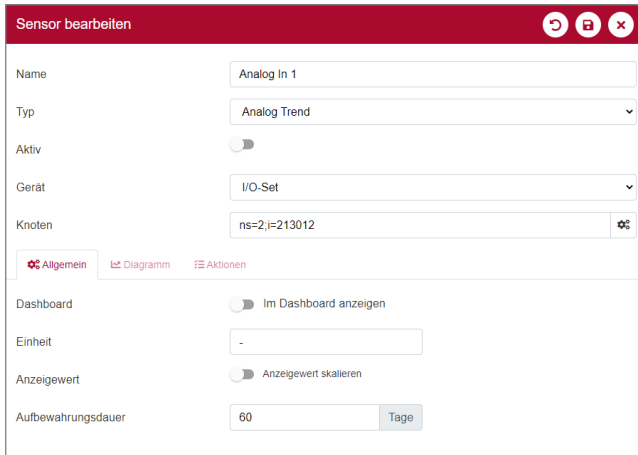 Sensor bearbeiten
Name Analog In 1
Typ Analog Trend
Aktiv
Gerät I/O-Set
Knoten ns=2;i=213012
Allgemein Diagramm Aktionen
Dashboard Im Dashboard anzeigen
Einheit -
Anzeigewert Anzeigewert skalieren
Aufbewahrungsdauer 60 Tage